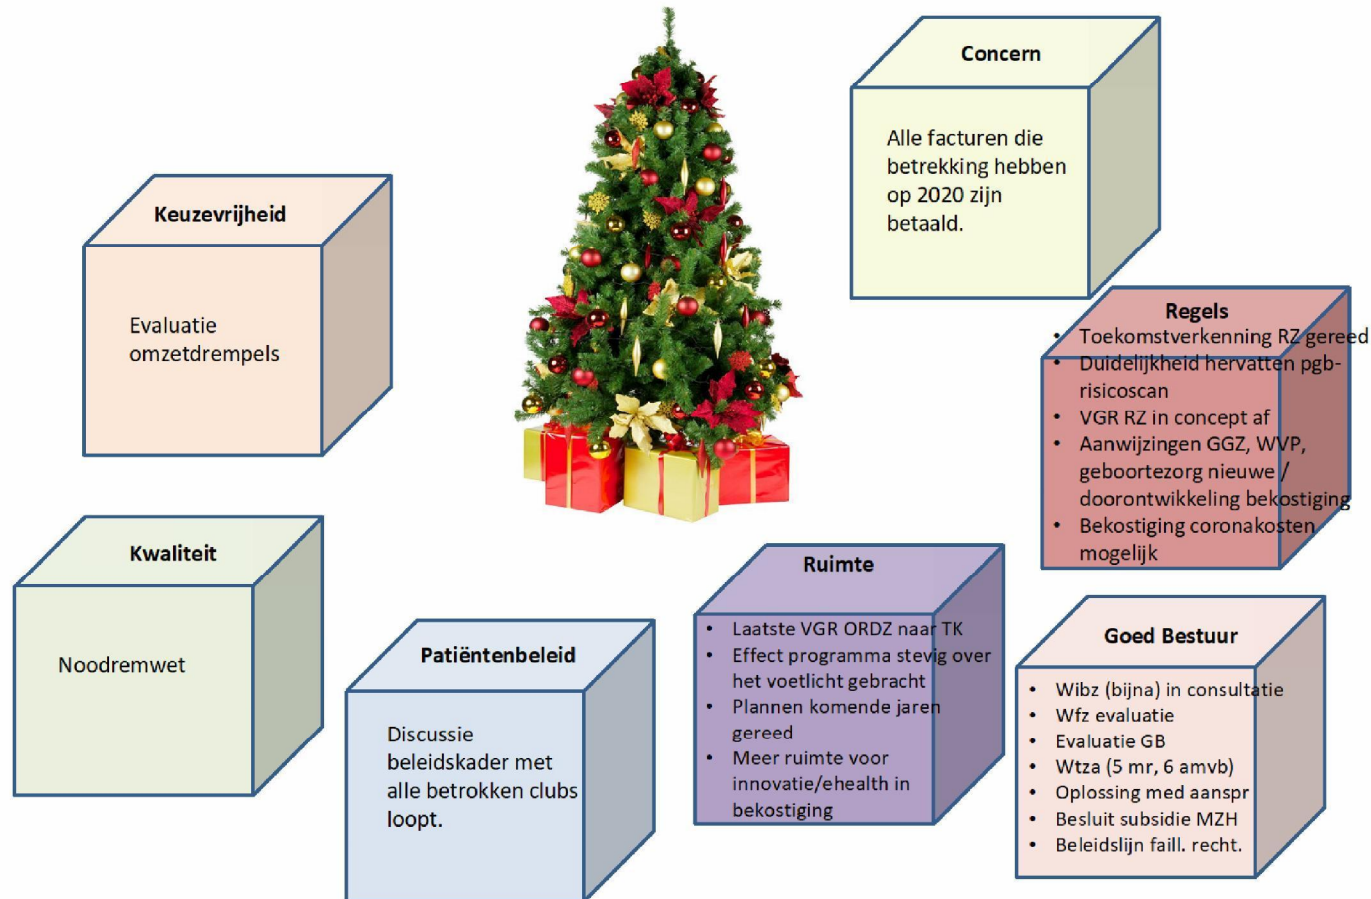 Concern
Alle facturen die
betrekking hebben
op 2020 zijn
betaald.
Keuzevrijheid
Evaluatie
omzetdrempels
Regels
• Toekomstverkenning RZ gereed
• Duidelijkheid hervatten pgb-
risicoscan
• VGR RZ in concept af
• Aanwijzingen GGZ, WVP,
geboortezorg nieuwe /
doorontwikkeling bekostiging
• Bekostiging coronakosten
mogelijk
Kwaliteit
Noodremwet
Patiëntenbeleid
Discussie
beleidskader met
alle betrokken clubs
loopt.
Ruimte
• Laatste VGR ORDZ naar TK
• Effect programma stevig over
het voetlicht gebracht
• Plannen komende jaren
gereed
• Meer ruimte voor
innovatie/ehealth in
bekostiging
Goed Bestuur
• Wibz (bijna) in consultatie
• Wfz evaluatie
• Evaluatie GB
• Wtza (5 mr, 6 amvb)
• Oplossing med aanspr
• Besluit subsidie MZH
• Beleidslijn faill. recht.